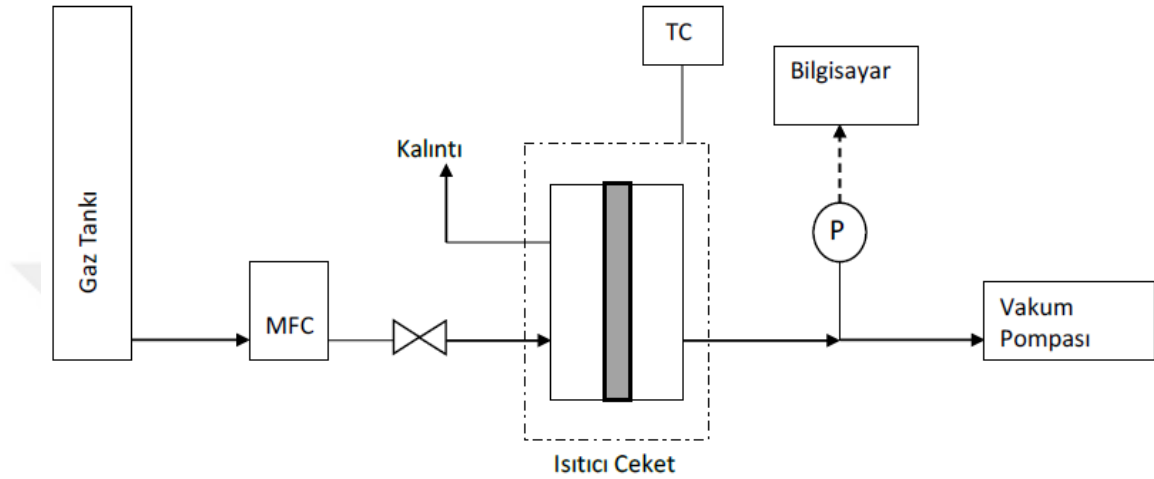 TC
Bilgisayar
Kalıntı
Gaz Tankı
P
MFC
Vakum
Pompası
Isıtıcı Ceket